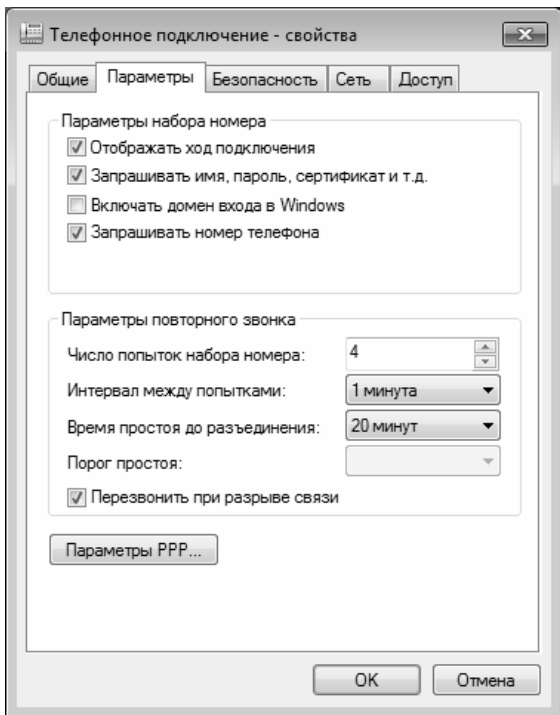 Телефонное подключение - свойства
Общие Параметры Безопасность Сеть Доступ
Параметры набора номера
Отображать ход подключения
Запрашивать имя, пароль, сертификат и т.д.
Включать домен входа в Windows
Запрашивать номер телефона
Параметры повторного звонка
Число попыток набора номера: 4
Интервал между попытками: 1 минута
Время простоя до разъединения: 20 минут
Порог простоя:
Перезвонить при разрыве связи
Параметры PPP...
OK Отмена